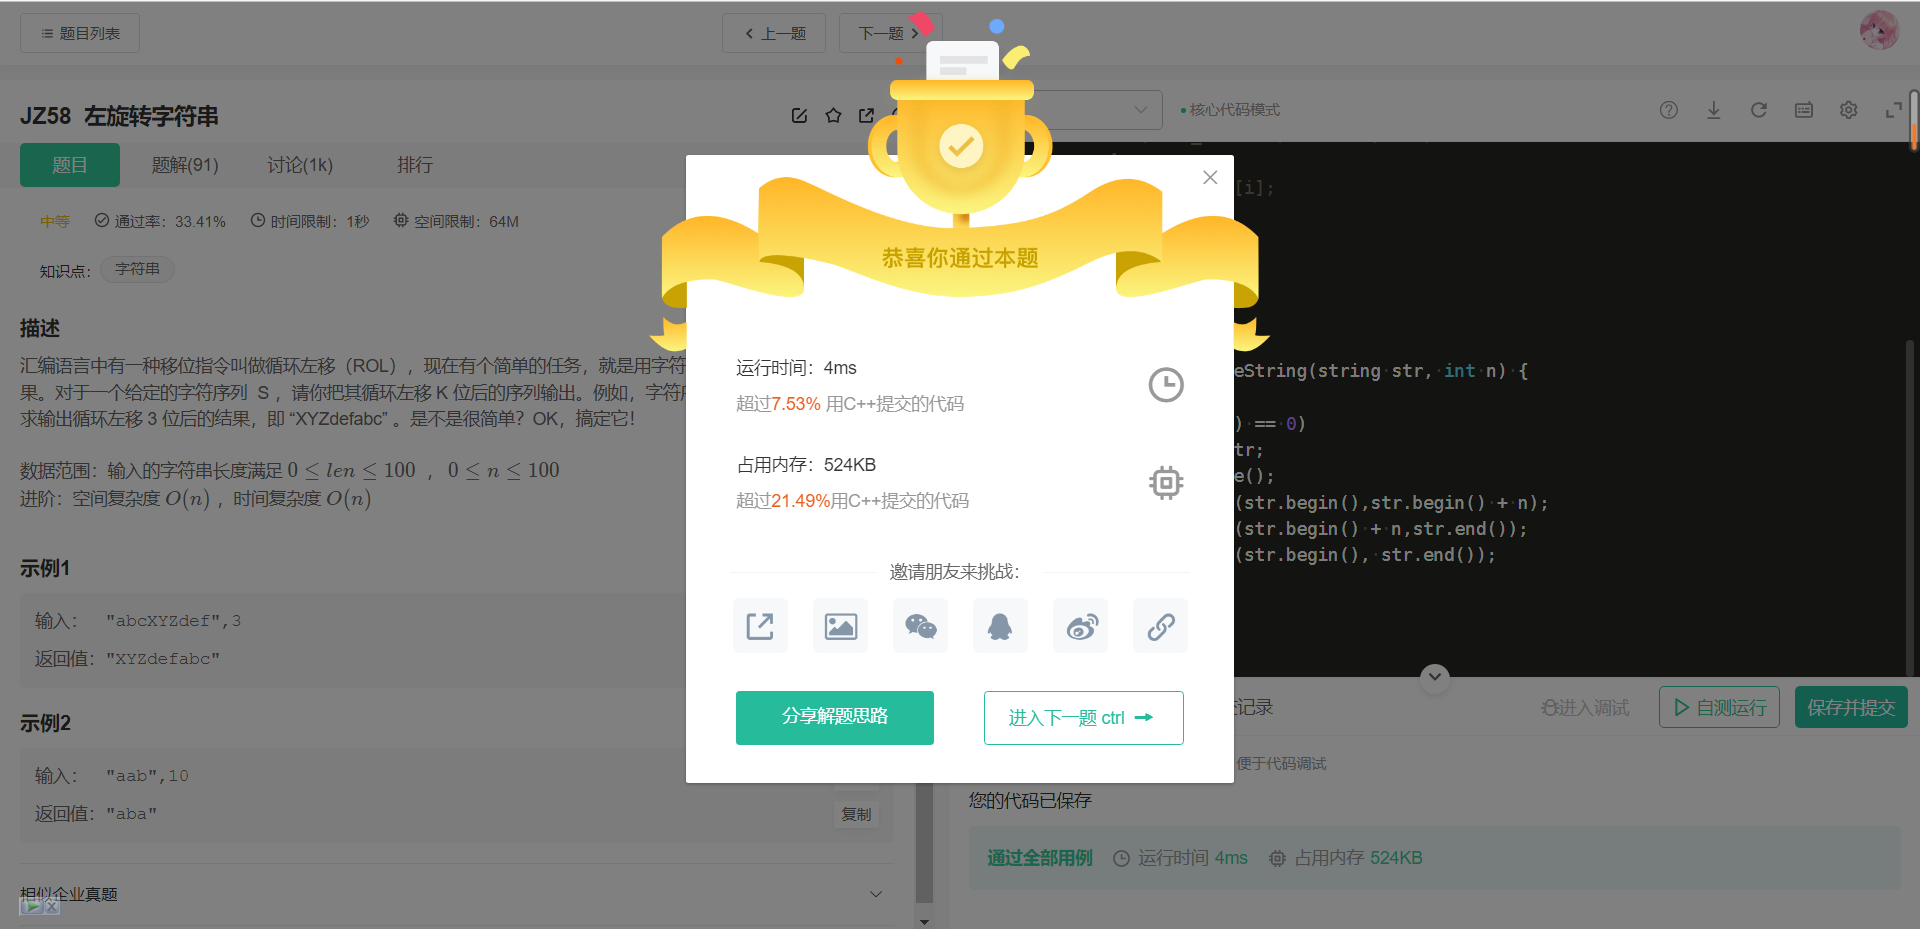 题目列表
上一题
下一题
JZ58 左旋转字符串
核心代码模式
题目
题解(91)
讨论(1k)
排行
中等
通过率：33.41%
时间限制：1秒
空间限制：64M
知识点：
字符串
描述
汇编语言中有一种移位指令叫做循环左移（ROL），现在有个简单的任务，就是用字符
果。对于一个给定的字符序列 S ，请你把其循环左移 K 位后的序列输出。例如，字符
求输出循环左移 3 位后的结果，即 “XYZdefabc” 。是不是很简单？OK，搞定它！
数据范围：输入的字符串长度满足 0 ≤ len ≤ 100 ， 0 ≤ n ≤ 100
进阶：空间复杂度 O(n) ，时间复杂度 O(n)
示例1
输入： "abcXYZdef",3
返回值："XYZdefabc"
示例2
输入： "aab",10
返回值："aba"
复制
相似企业真题
恭喜你通过本题
运行时间：4ms
超过7.53% 用C++提交的代码
占用内存：524KB
超过21.49%用C++提交的代码
邀请朋友来挑战：
分享解题思路
进入下一题 ctrl
[i];
eString(string str, int n) {
) == 0)
tr;
e();
(str.begin(),str.begin() + n);
(str.begin() + n,str.end());
(str.begin(), str.end());
记录
进入调试
自测运行
保存并提交
便于代码调试
您的代码已保存
通过全部用例
运行时间 4ms
占用内存 524KB